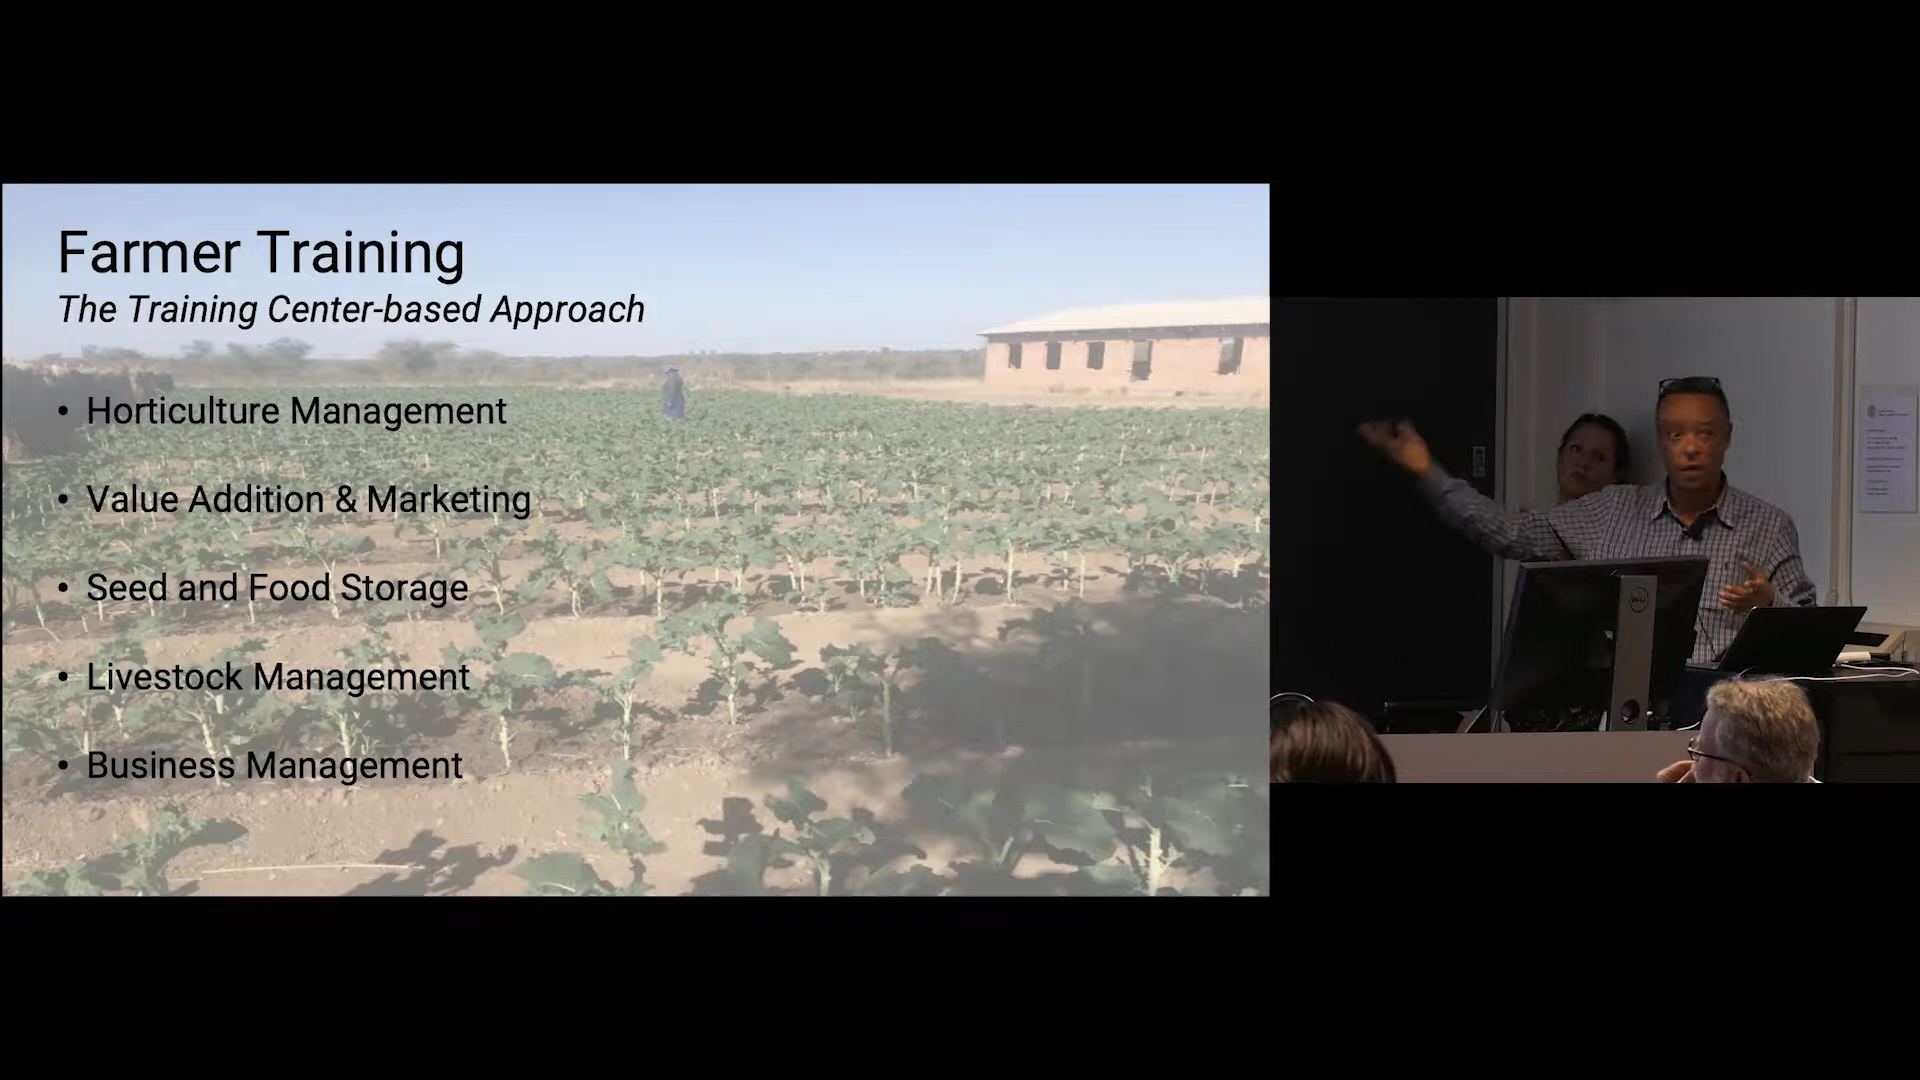 Farmer Training
The Training Center-based Approach
• Horticulture Management
• Value Addition & Marketing
• Seed and Food Storage
• Livestock Management
• Business Management
DELL